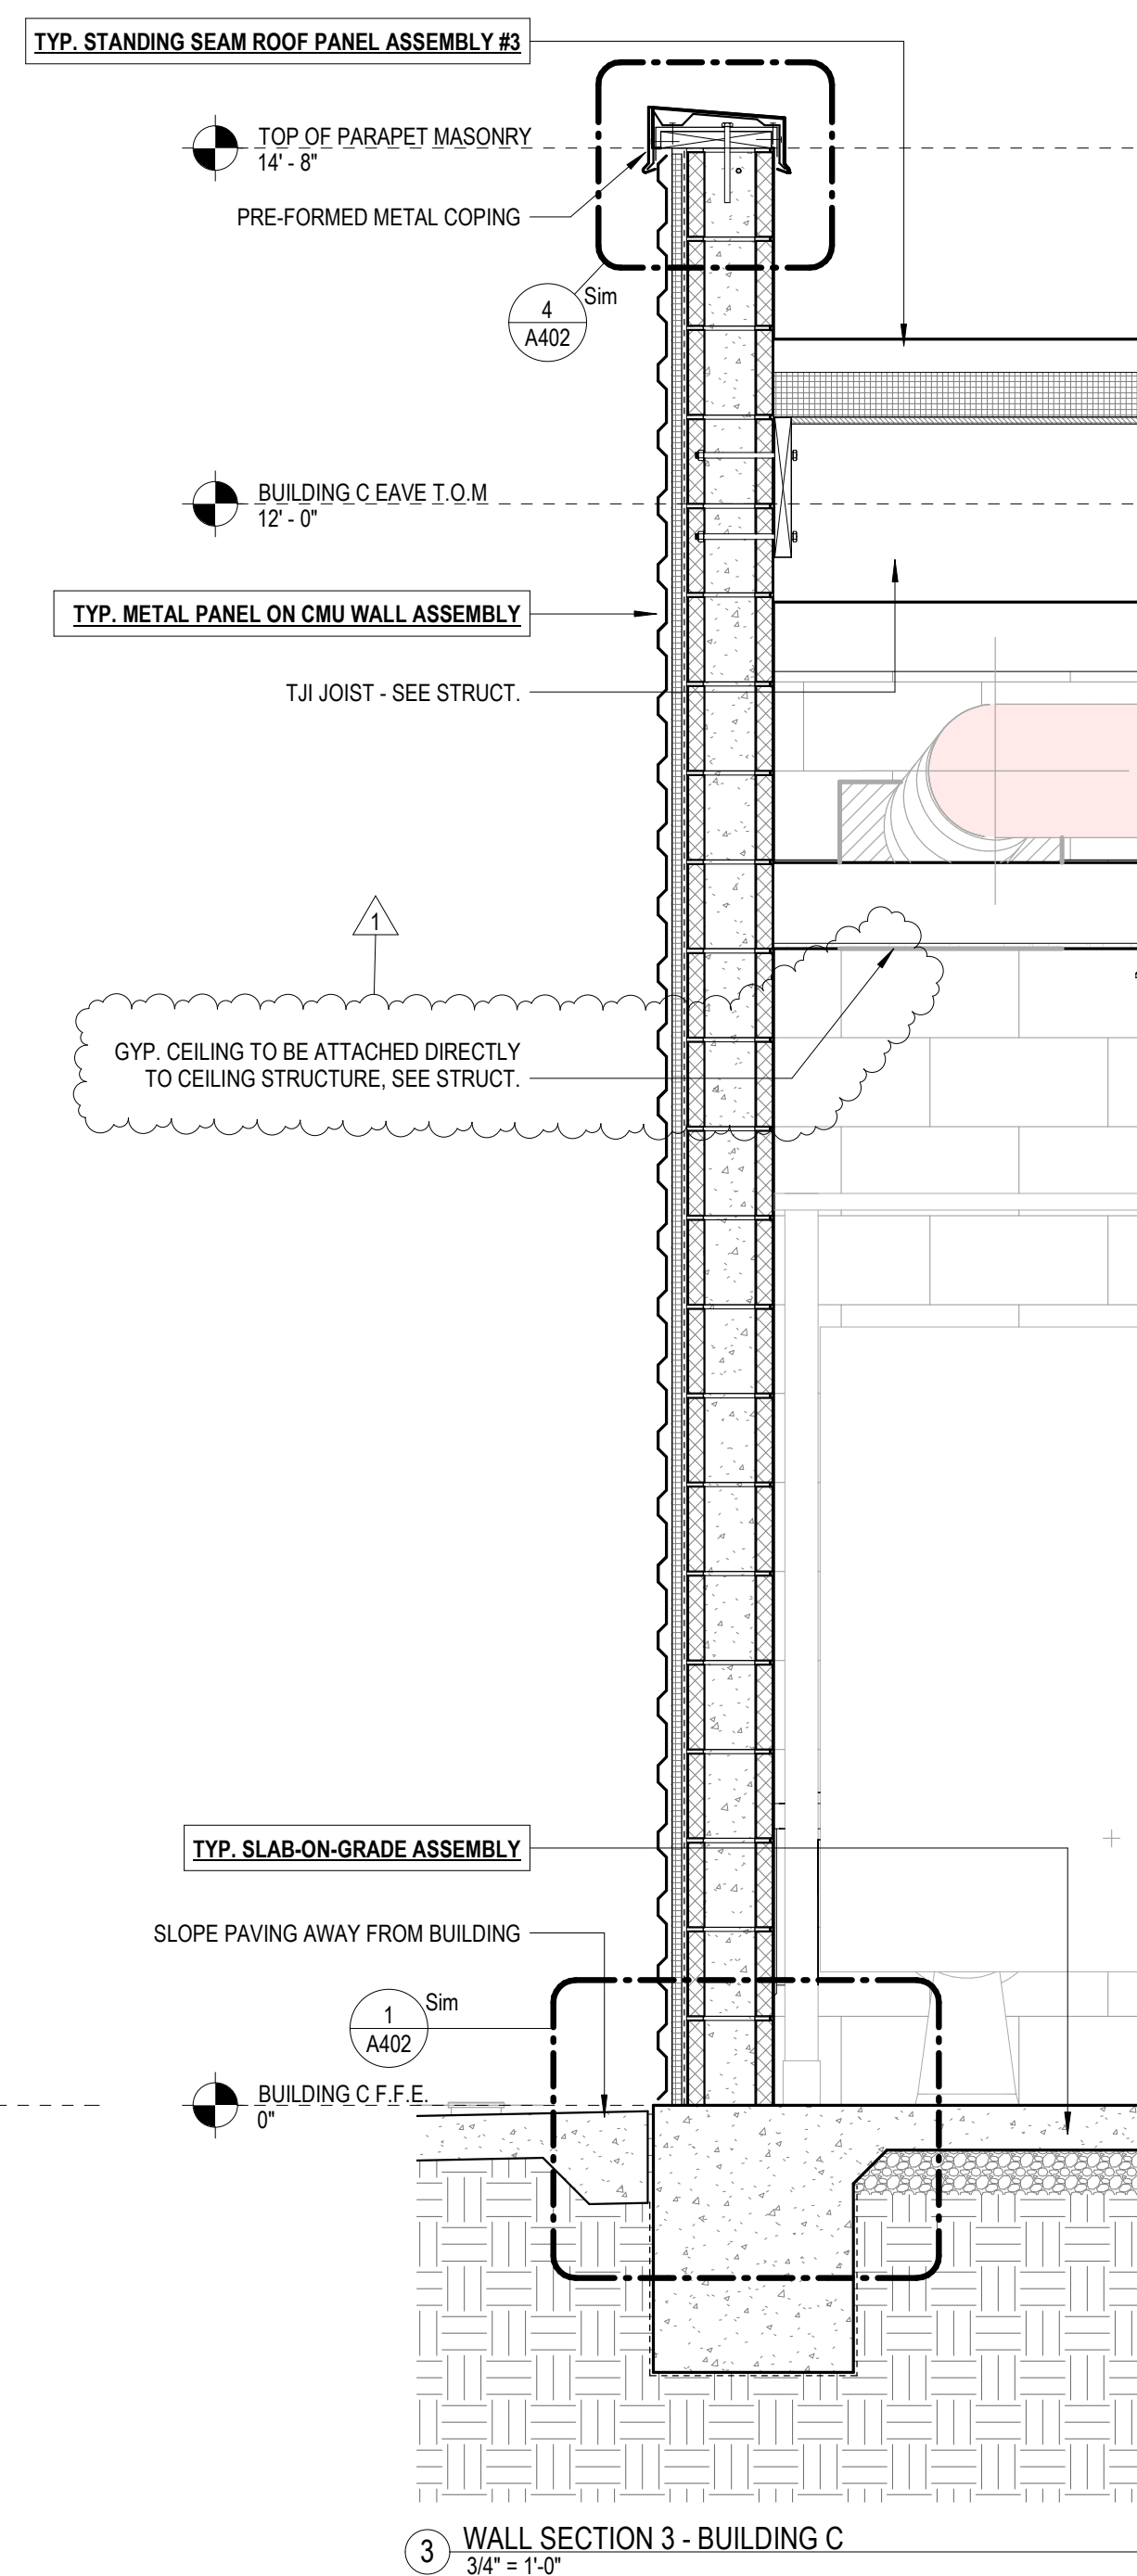 TYP. STANDING SEAM ROOF PANEL ASSEMBLY #3
TOP OF PARAPET MASONRY
14' - 8"
PRE-FORMED METAL COPING
4
A402
Sim
BUILDING C EAVE T.O.M
12' - 0"
TYP. METAL PANEL ON CMU WALL ASSEMBLY
TJI JOIST - SEE STRUCT.
1
GYP. CEILING TO BE ATTACHED DIRECTLY
TO CEILING STRUCTURE, SEE STRUCT.
TYP. SLAB-ON-GRADE ASSEMBLY
SLOPE PAVING AWAY FROM BUILDING
1
A402
Sim
BUILDING C F.F.E.
0"
3
WALL SECTION 3 - BUILDING C
3/4" = 1'-0"